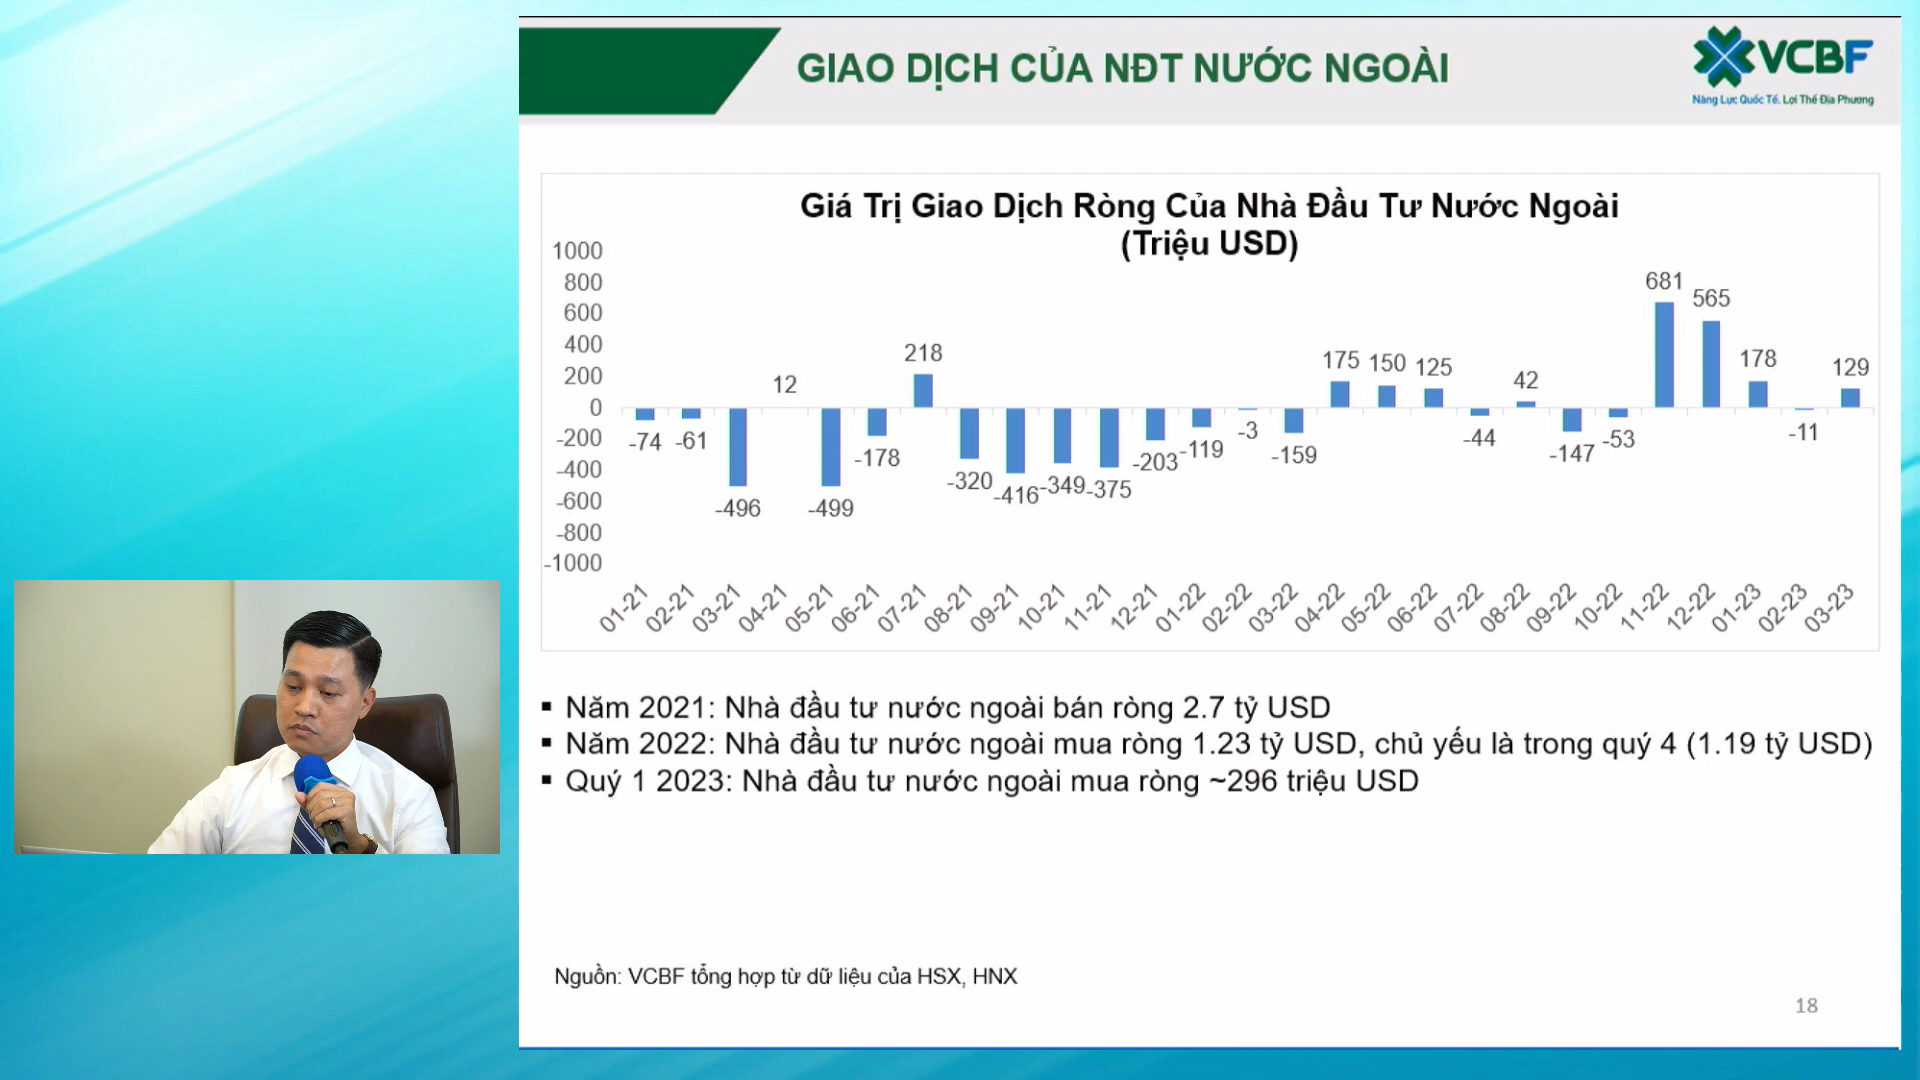 GIAO DỊCH CỦA NĐT NƯỚC NGOÀI
VCBF
Năng Lực Quốc Tế. Lợi Thế Địa Phương
Giá Trị Giao Dịch Ròng Của Nhà Đầu Tư Nước Ngoài
(Triệu USD)
1000
800
600
400
200
0
-200
-400
-600
-800
-1000
-74 -61 -496 12 -499 -178 218 -320 -416 -349 -375 -203 -119 -3 -159 175 150 125 -44 42 -147 -53 681 565 178 -11 129
01-21 02-21 03-21 04-21 05-21 06-21 07-21 08-21 09-21 10-21 11-21 12-21 01-22 02-22 03-22 04-22 05-22 06-22 07-22 08-22 09-22 10-22 11-22 12-22 01-23 02-23 03-23
▪ Năm 2021: Nhà đầu tư nước ngoài bán ròng 2.7 tỷ USD
▪ Năm 2022: Nhà đầu tư nước ngoài mua ròng 1.23 tỷ USD, chủ yếu là trong quý 4 (1.19 tỷ USD)
▪ Quý 1 2023: Nhà đầu tư nước ngoài mua ròng ~296 triệu USD
Nguồn: VCBF tổng hợp từ dữ liệu của HSX, HNX
18